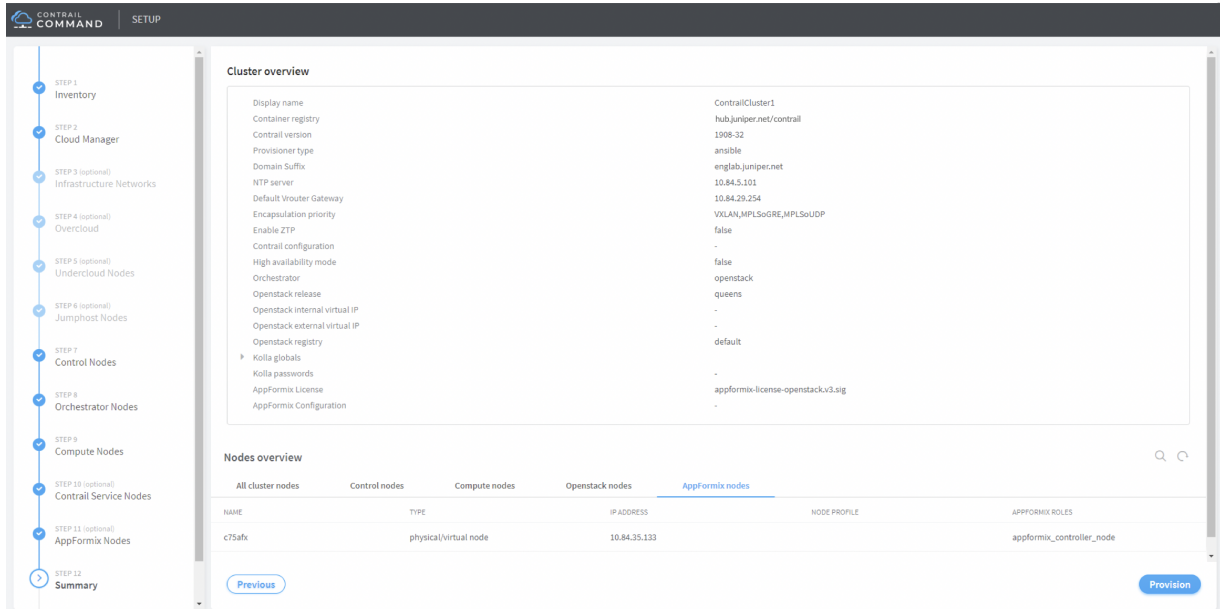 CONTRAIL
COMMAND
SETUP
STEP 1
Inventory
STEP 2
Cloud Manager
STEP 3 (optional)
Infrastructure Networks
STEP 4 (optional)
Overcloud
STEP 5 (optional)
Undercloud Nodes
STEP 6 (optional)
Jumphost Nodes
STEP 7
Control Nodes
STEP 8
Orchestrator Nodes
STEP 9
Compute Nodes
STEP 10 (optional)
Contrail Service Nodes
STEP 11 (optional)
AppFormix Nodes
STEP 12
Summary
Cluster overview
Display name ContrailCluster1
Container registry hub.juniper.net/contrail
Contrail version 1908-32
Provisioner type ansible
Domain Suffix englab.juniper.net
NTP server 10.84.5.101
Default Vrouter Gateway 10.84.29.254
Encapsulation priority VXLAN,MPLSoGRE,MPLSoUDP
Enable ZTP false
Contrail configuration -
High availability mode false
Orchestrator openstack
Openstack release queens
Openstack internal virtual IP -
Openstack external virtual IP -
Openstack registry default
Kolla globals
Kolla passwords -
AppFormix License appformix-license-openstack.v3.sig
AppFormix Configuration -
Nodes overview
All cluster nodes Control nodes Compute nodes Openstack nodes AppFormix nodes
NAME TYPE IP ADDRESS NODE PROFILE APPFORMIX ROLES
c75afx physical/virtual node 10.84.35.133 appformix_controller_node
Previous Provision